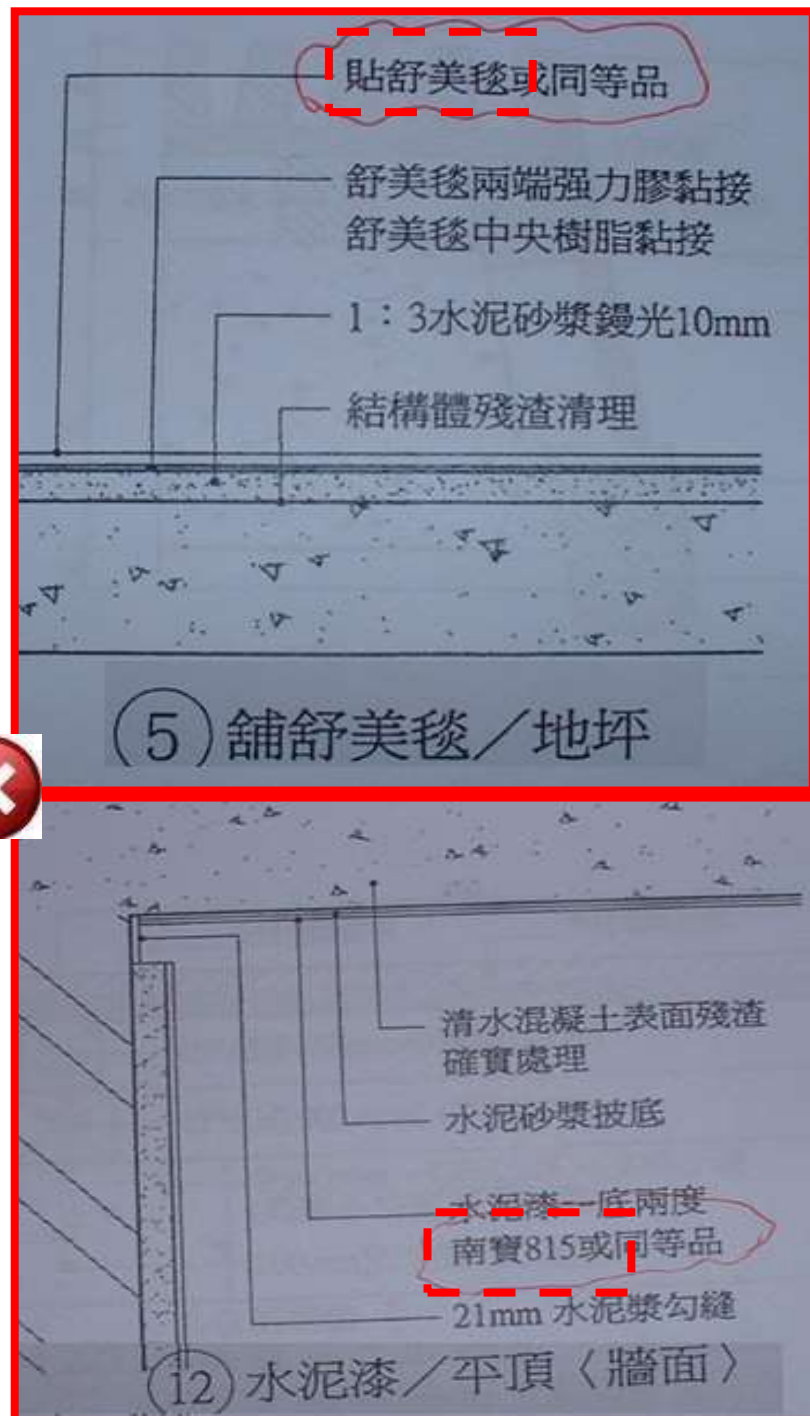 貼舒美毯或同等品
舒美毯兩端强力膠黏接
舒美毯中央樹脂黏接
1：3水泥砂漿鏝光10mm
結構體殘渣清理
5 舖舒美毯／地坪
清水混凝土表面殘渣
確實處理
水泥砂漿披底
水泥漆一底兩度
南寶815或同等品
21mm 水泥漿勾縫
12 水泥漆／平頂〈牆面〉